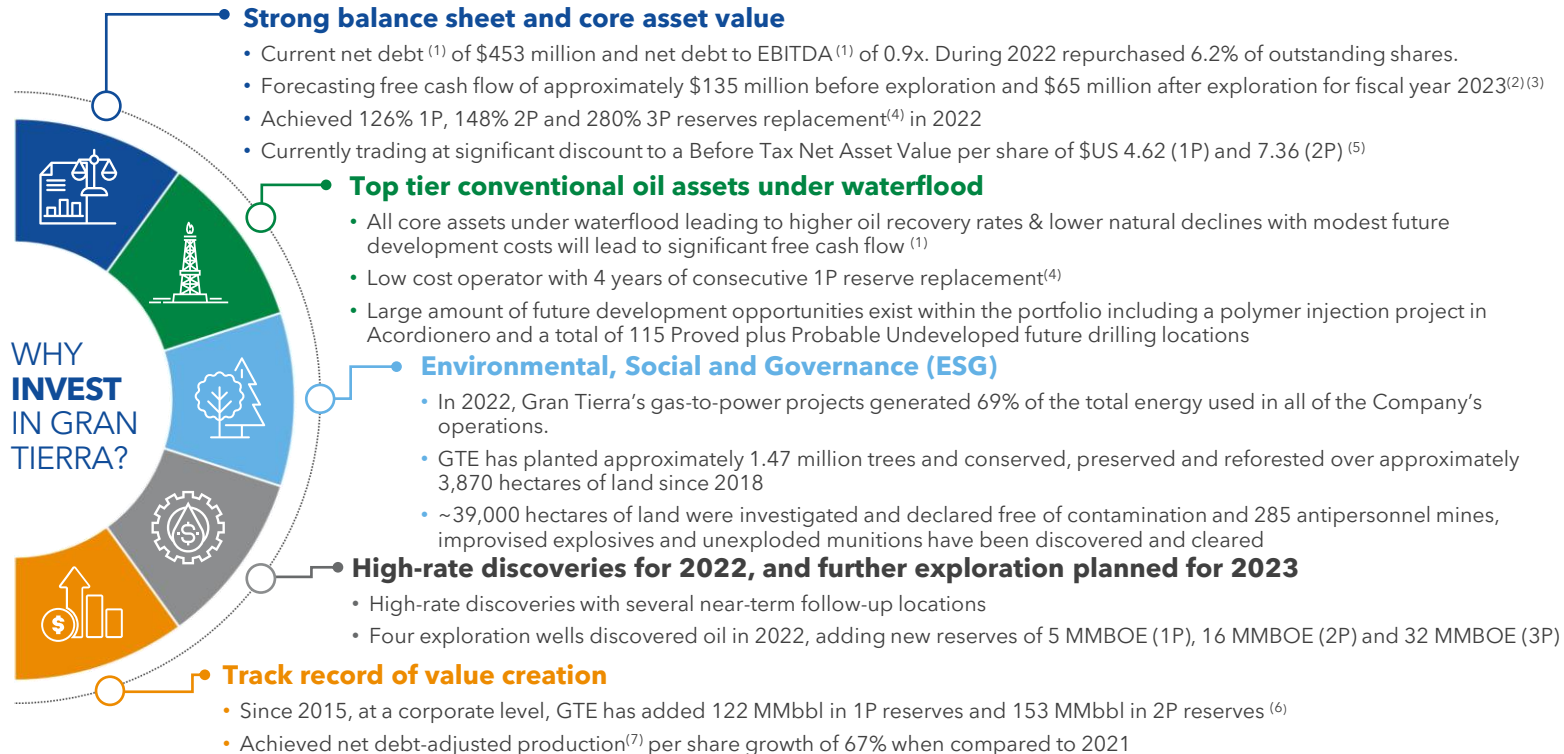 Strong balance sheet and core asset value
• Current net debt (1) of $453 million and net debt to EBITDA (1) of 0.9x. During 2022 repurchased 6.2% of outstanding shares.
• Forecasting free cash flow of approximately $135 million before exploration and $65 million after exploration for fiscal year 2023(2)(3)
• Achieved 126% 1P, 148% 2P and 280% 3P reserves replacement(4) in 2022
• Currently trading at significant discount to a Before Tax Net Asset Value per share of $US 4.62 (1P) and 7.36 (2P) (5)
Top tier conventional oil assets under waterflood
• All core assets under waterflood leading to higher oil recovery rates & lower natural declines with modest future
development costs will lead to significant free cash flow (1)
• Low cost operator with 4 years of consecutive 1P reserve replacement(4)
• Large amount of future development opportunities exist within the portfolio including a polymer injection project in
Acordionero and a total of 115 Proved plus Probable Undeveloped future drilling locations
WHY
INVEST
IN GRAN
TIERRA?
Environmental, Social and Governance (ESG)
• In 2022, Gran Tierra's gas-to-power projects generated 69% of the total energy used in all of the Company's
operations.
• GTE has planted approximately 1.47 million trees and conserved, preserved and reforested over approximately
3,870 hectares of land since 2018
• ~39,000 hectares of land were investigated and declared free of contamination and 285 antipersonnel mines,
improvised explosives and unexploded munitions have been discovered and cleared
High-rate discoveries for 2022, and further exploration planned for 2023
• High-rate discoveries with several near-term follow-up locations
• Four exploration wells discovered oil in 2022, adding new reserves of 5 MMBOE (1P), 16 MMBOE (2P) and 32 MMBOE (3P)
Track record of value creation
• Since 2015, at a corporate level, GTE has added 122 MMbbl in 1P reserves and 153 MMbbl in 2P reserves (6)
• Achieved net debt-adjusted production(7) per share growth of 67% when compared to 2021
$
$